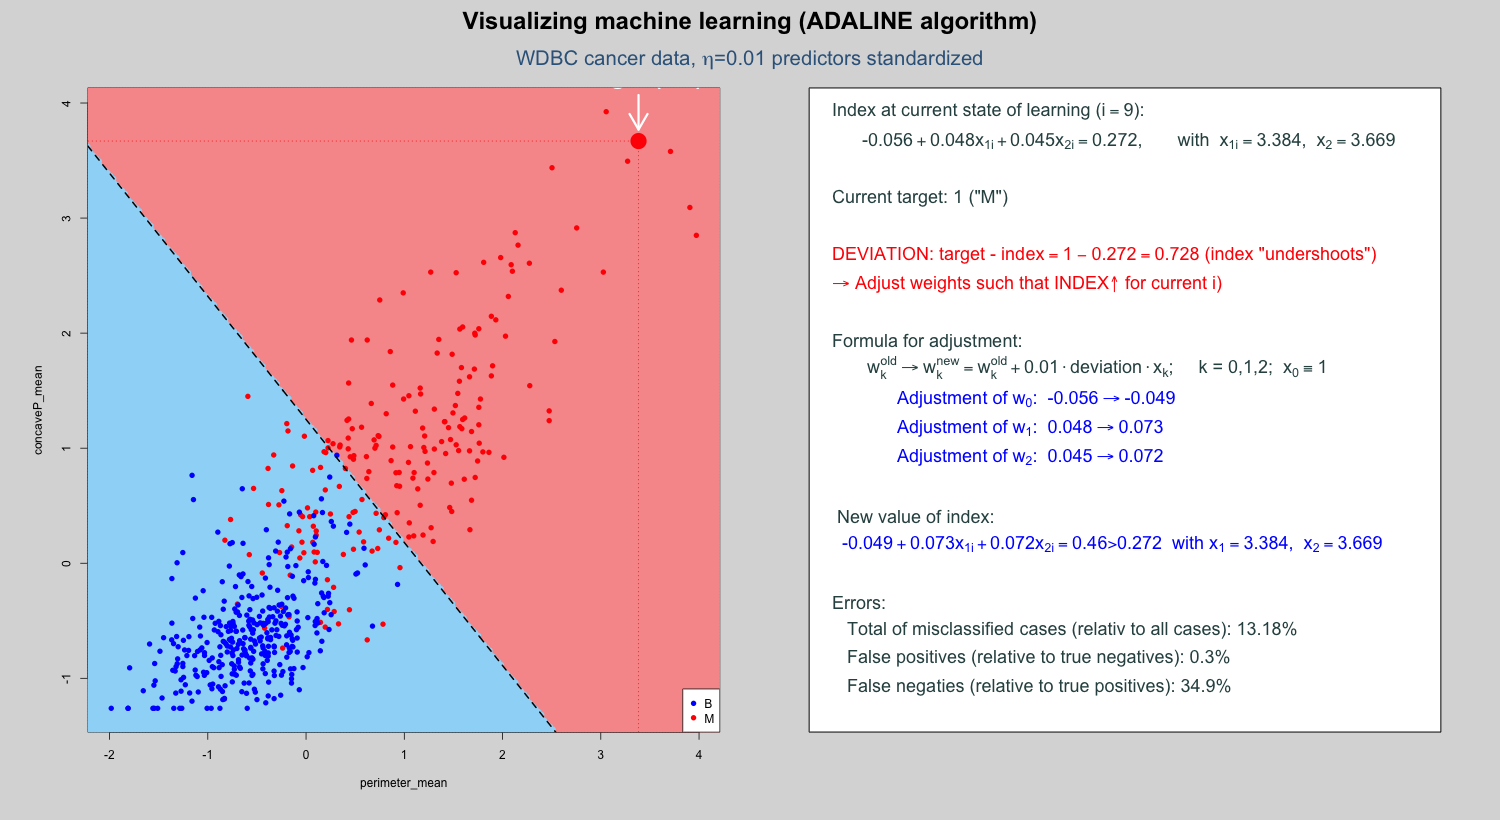 Visualizing machine learning (ADALINE algorithm)
WDBC cancer data, η=0.01 predictors standardized
4
3
2
1
0
-1
concaveP_mean
-2
-1
0
1
2
3
4
perimeter_mean
B
M
Index at current state of learning (i = 9):
-0.056 + 0.048x1i + 0.045x2i = 0.272, with x1i = 3.384, x2 = 3.669
Current target: 1 ("M")
DEVIATION: target - index = 1 − 0.272 = 0.728 (index "undershoots")
→ Adjust weights such that INDEX↑ for current i)
Formula for adjustment:
w_k^old → w_k^new = w_k^old + 0.01 · deviation · x_k; k = 0,1,2; x0 ≡ 1
Adjustment of w0: -0.056 → -0.049
Adjustment of w1: 0.048 → 0.073
Adjustment of w2: 0.045 → 0.072
New value of index:
-0.049 + 0.073x1i + 0.072x2i = 0.46>0.272 with x1 = 3.384, x2 = 3.669
Errors:
Total of misclassified cases (relativ to all cases): 13.18%
False positives (relative to true negatives): 0.3%
False negaties (relative to true positives): 34.9%